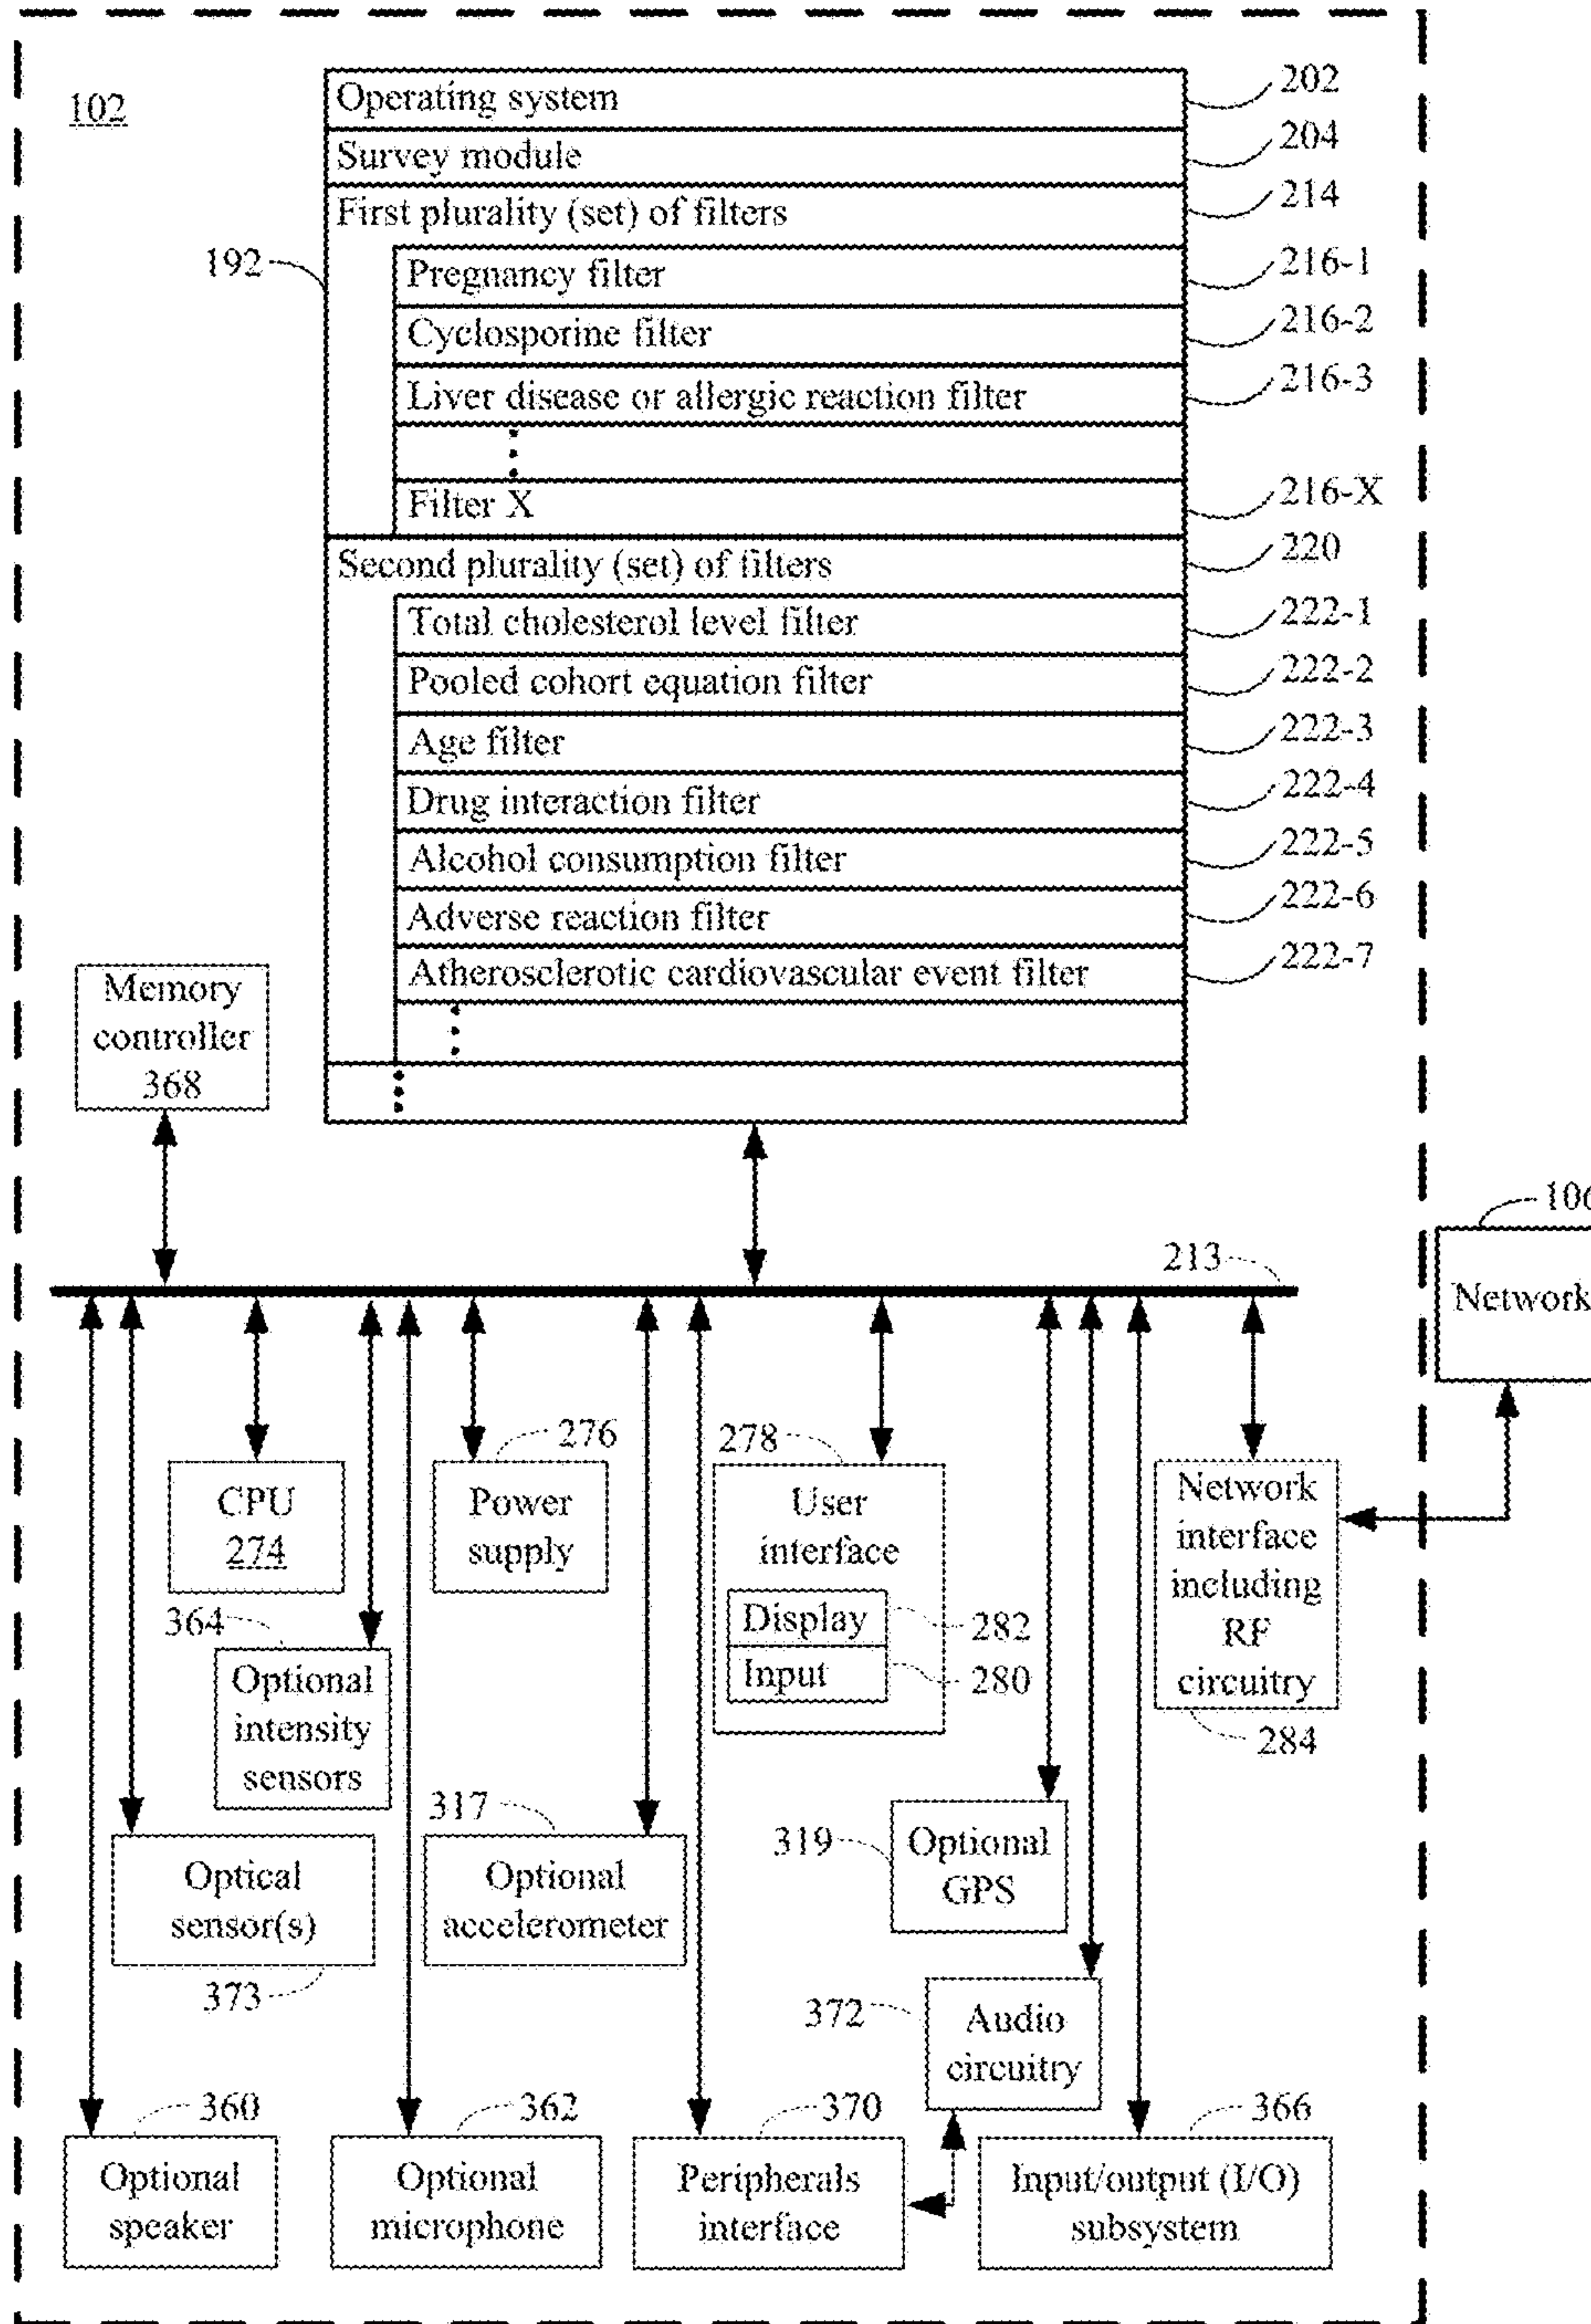 102
Operating system
202
Survey module
204
First plurality (set) of filters
214
192
Pregnancy filter
216-1
Cyclosporine filter
216-2
Liver disease or allergic reaction filter
216-3
Filter X
216-X
Second plurality (set) of filters
220
Total cholesterol level filter
222-1
Pooled cohort equation filter
222-2
Age filter
222-3
Drug interaction filter
222-4
Alcohol consumption filter
222-5
Adverse reaction filter
222-6
Atherosclerotic cardiovascular event filter
222-7
Memory
controller
368
106
213
Network
CPU
274
276
Power
supply
278
User
interface
Display
282
Input
280
Network
interface
including
RF
circuitry
284
364
Optional
intensity
sensors
317
Optional
accelerometer
319
Optional
GPS
Optical
sensor(s)
373
372
Audio
circuitry
360
Optional
speaker
362
Optional
microphone
370
Peripherals
interface
366
Input/output (I/O)
subsystem